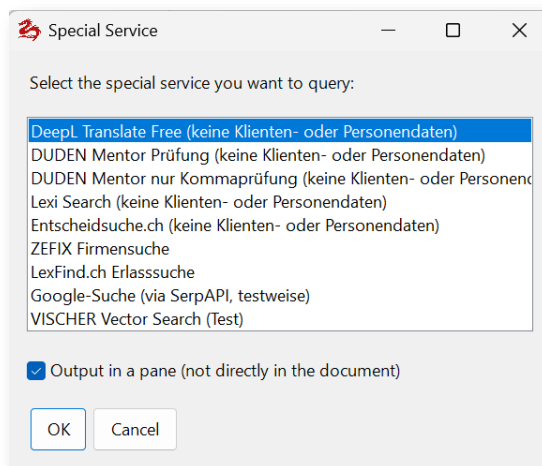 Special Service
Select the special service you want to query:
DeepL Translate Free (keine Klienten- oder Personendaten)
DUDEN Mentor Prüfung (keine Klienten- oder Personendaten)
DUDEN Mentor nur Kommaprüfung (keine Klienten- oder Personend
Lexi Search (keine Klienten- oder Personendaten)
Entscheidsuche.ch (keine Klienten- oder Personendaten)
ZEFIX Firmensuche
LexFind.ch Erlasssuche
Google-Suche (via SerpAPI, testweise)
VISCHER Vector Search (Test)
Output in a pane (not directly in the document)
OK Cancel